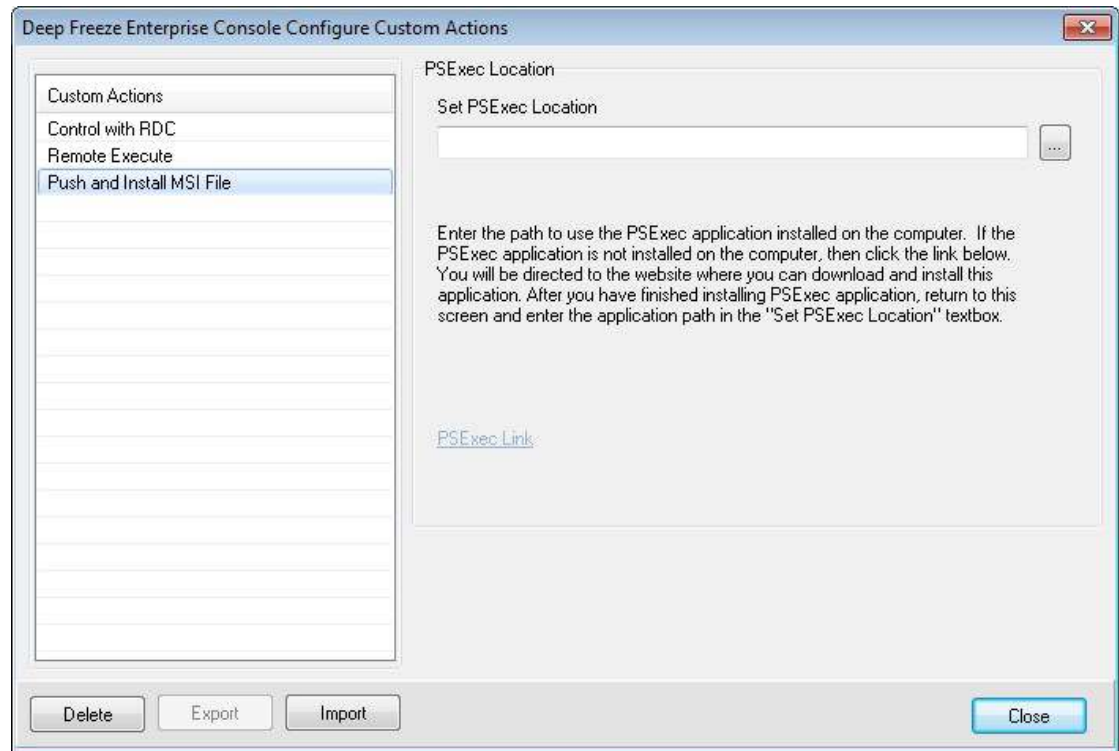 Deep Freeze Enterprise Console Configure Custom Actions
Custom Actions
Control with RDC
Remote Execute
Push and Install MSI File
PSExec Location
Set PSExec Location
...
Enter the path to use the PSExec application installed on the computer. If the
PSExec application is not installed on the computer, then click the link below.
You will be directed to the website where you can download and install this
application. After you have finished installing PSExec application, return to this
screen and enter the application path in the "Set PSExec Location" textbox.
PSExec Link
Delete
Export
Import
Close